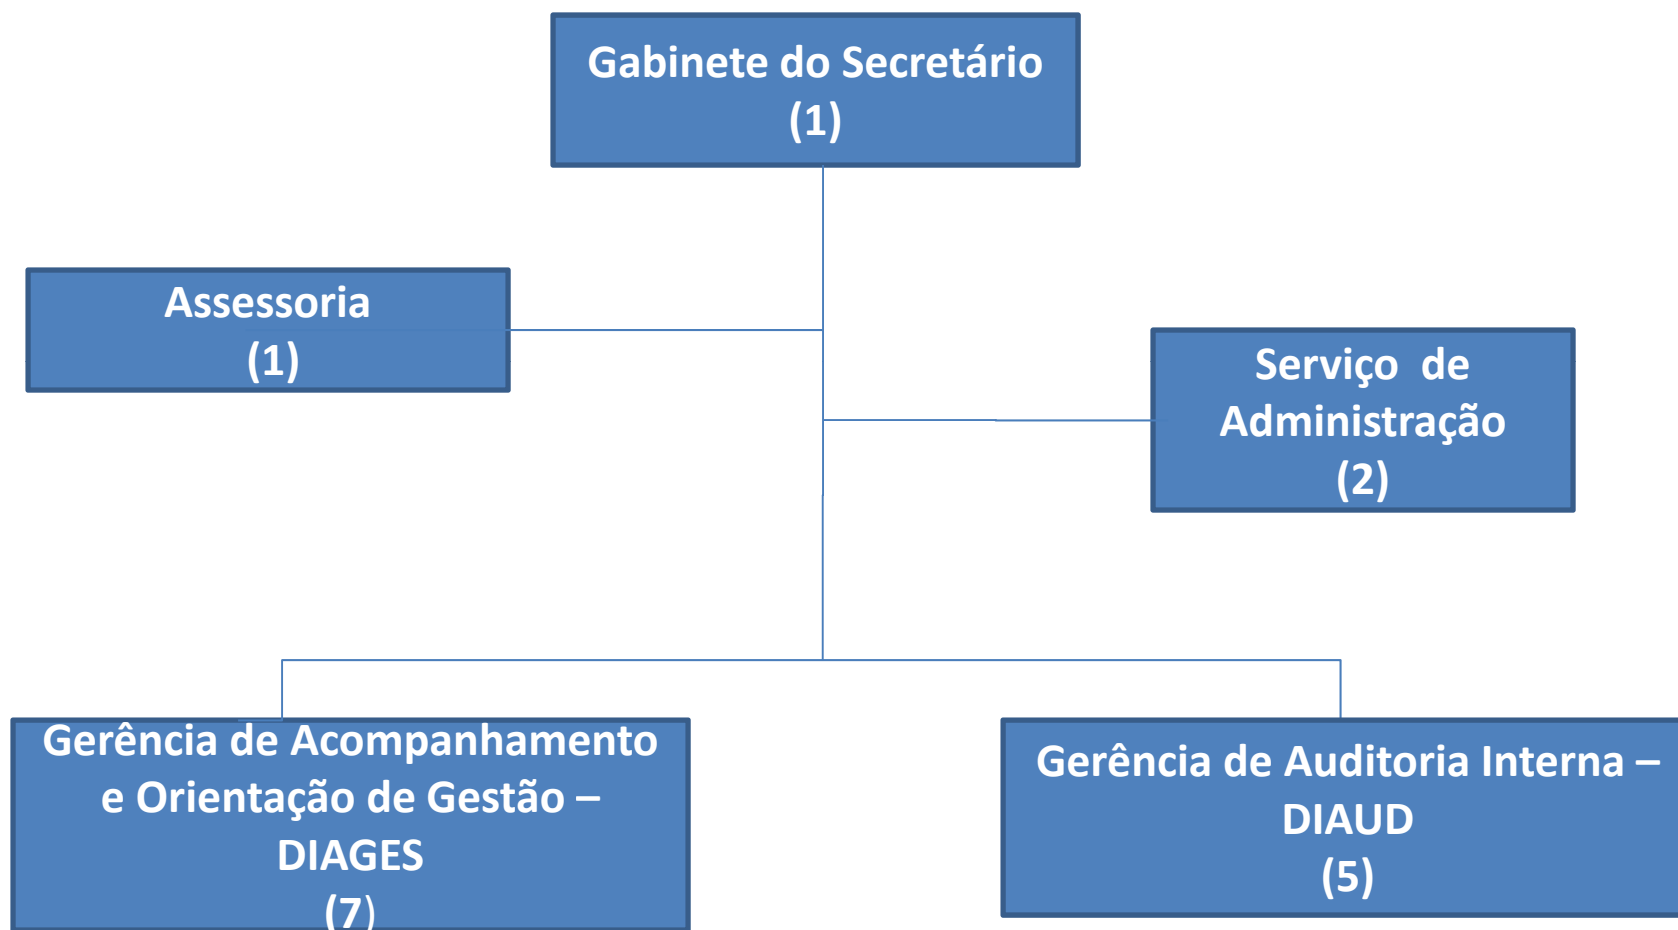 Gabinete do Secretário
(1)
Assessoria
(1)
Serviço de
Administração
(2)
Gerência de Acompanhamento
e Orientação de Gestão –
DIAGES
(7)
Gerência de Auditoria Interna –
DIAUD
(5)